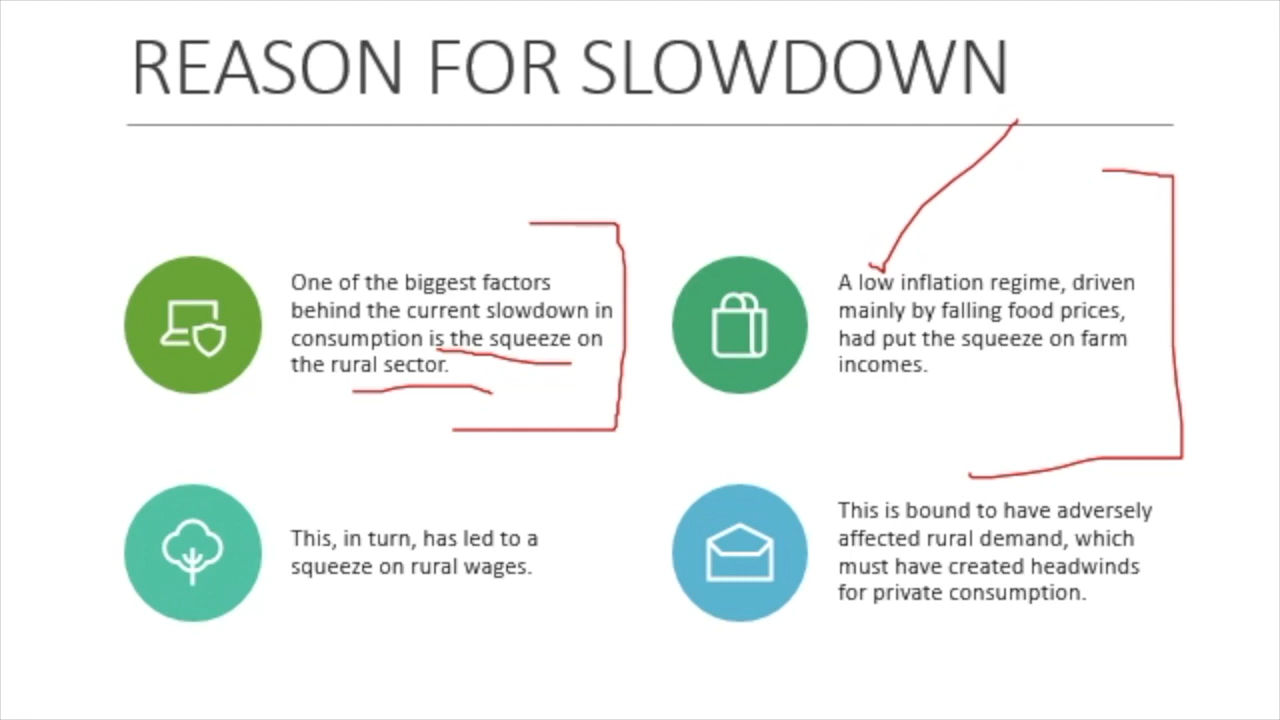 REASON FOR SLOWDOWN
One of the biggest factors
behind the current slowdown in
consumption is the squeeze on
the rural sector.
A low inflation regime, driven
mainly by falling food prices,
had put the squeeze on farm
incomes.
This, in turn, has led to a
squeeze on rural wages.
This is bound to have adversely
affected rural demand, which
must have created headwinds
for private consumption.